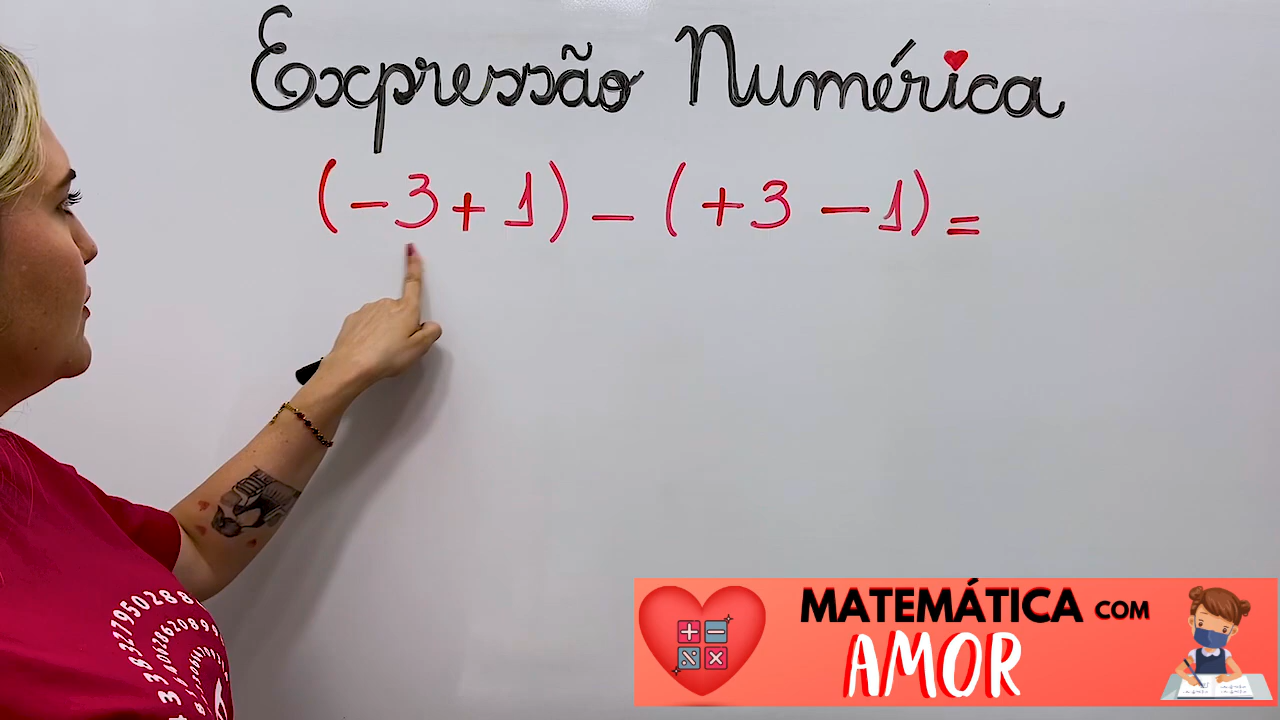 Expressão Numérica
(-3+1)-(+3-1)=
MATEMÁTICA COM
AMOR